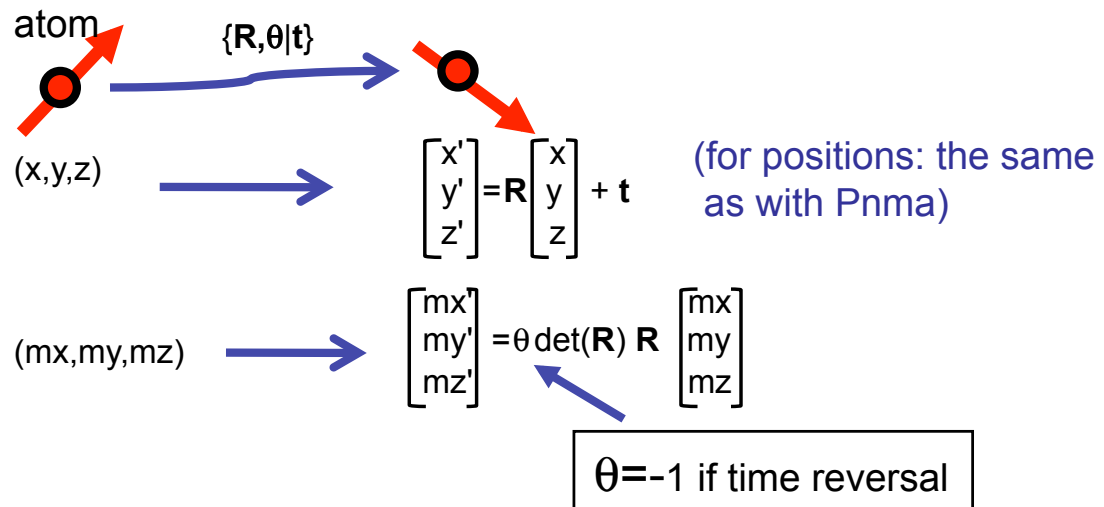 atom
{R,θ|t}
(x,y,z)
x'
y' =R
z'
x
y + t
z
(for positions: the same
as with Pnma)
(mx,my,mz)
mx'
my' =θ det(R) R
mz'
mx
my
mz
θ=-1 if time reversal